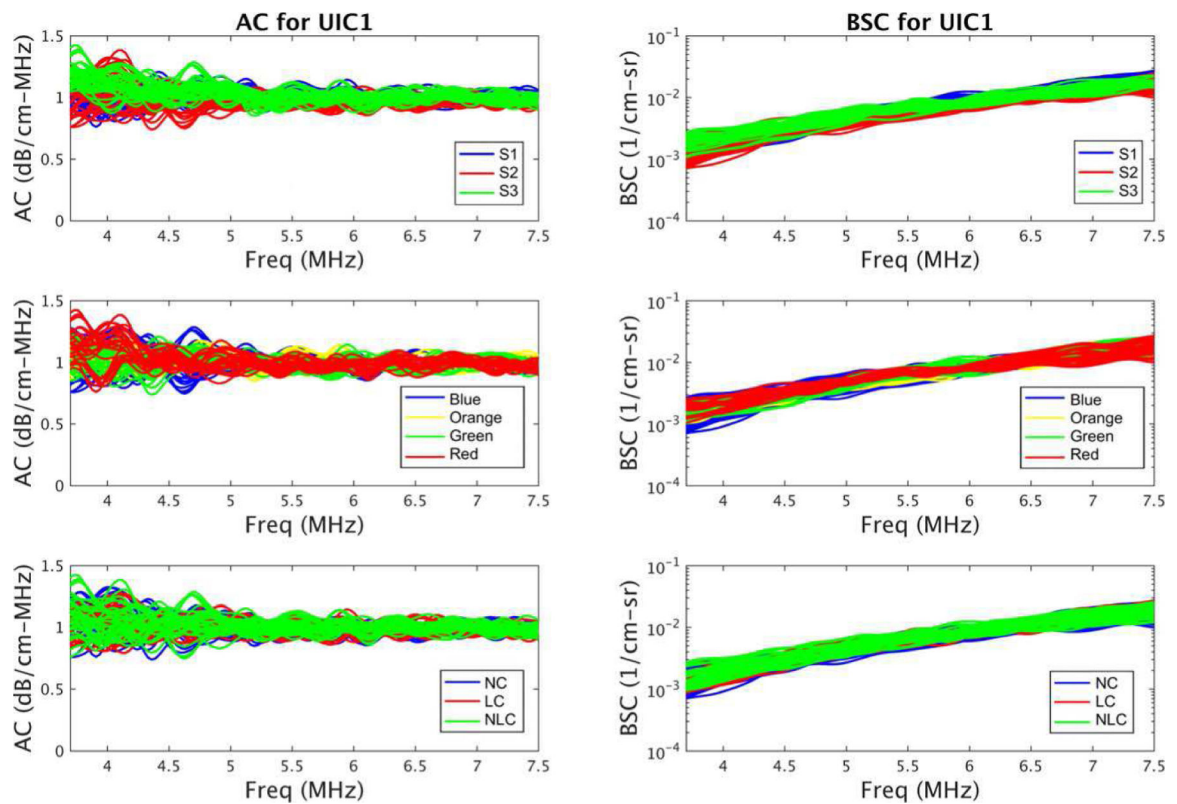 AC for UIC1
1.5
1
0.5
0
AC (dB/cm-MHz)
S1
S2
S3
4 4.5 5 5.5 6 6.5 7 7.5
Freq (MHz)
BSC for UIC1
10-1
10-2
10-3
10-4
BSC (1/cm-sr)
S1
S2
S3
4 4.5 5 5.5 6 6.5 7 7.5
Freq (MHz)
1.5
1
0.5
0
AC (dB/cm-MHz)
Blue
Orange
Green
Red
4 4.5 5 5.5 6 6.5 7 7.5
Freq (MHz)
10-1
10-2
10-3
10-4
BSC (1/cm-sr)
Blue
Orange
Green
Red
4 4.5 5 5.5 6 6.5 7 7.5
Freq (MHz)
1.5
1
0.5
0
AC (dB/cm-MHz)
NC
LC
NLC
4 4.5 5 5.5 6 6.5 7 7.5
Freq (MHz)
10-1
10-2
10-3
10-4
BSC (1/cm-sr)
NC
LC
NLC
4 4.5 5 5.5 6 6.5 7 7.5
Freq (MHz)